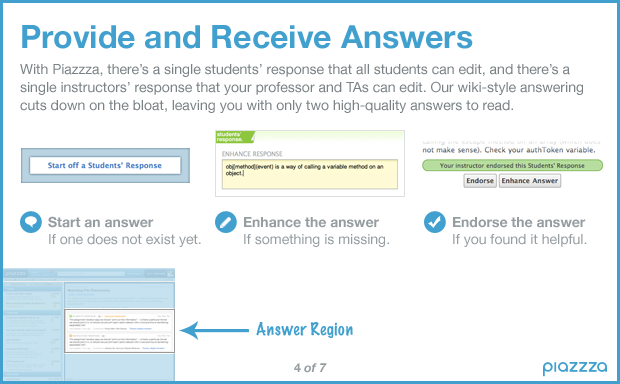 Provide and Receive Answers
With Piazzza, there's a single students' response that all students can edit, and there's a
single instructors' response that your professor and TAs can edit. Our wiki-style answering
cuts down on the bloat, leaving you with only two high-quality answers to read.
Start off a Students' Response
students'
response
ENHANCE RESPONSE
obj[method](event) is a way of calling a variable method on an
object.
not make sense). Check your authToken variable.
Your instructor endorsed this Students' Response
Endorse Enhance Answer
Start an answer
If one does not exist yet.
Enhance the answer
If something is missing.
Endorse the answer
If you found it helpful.
Answer Region
4 of 7
piazzza